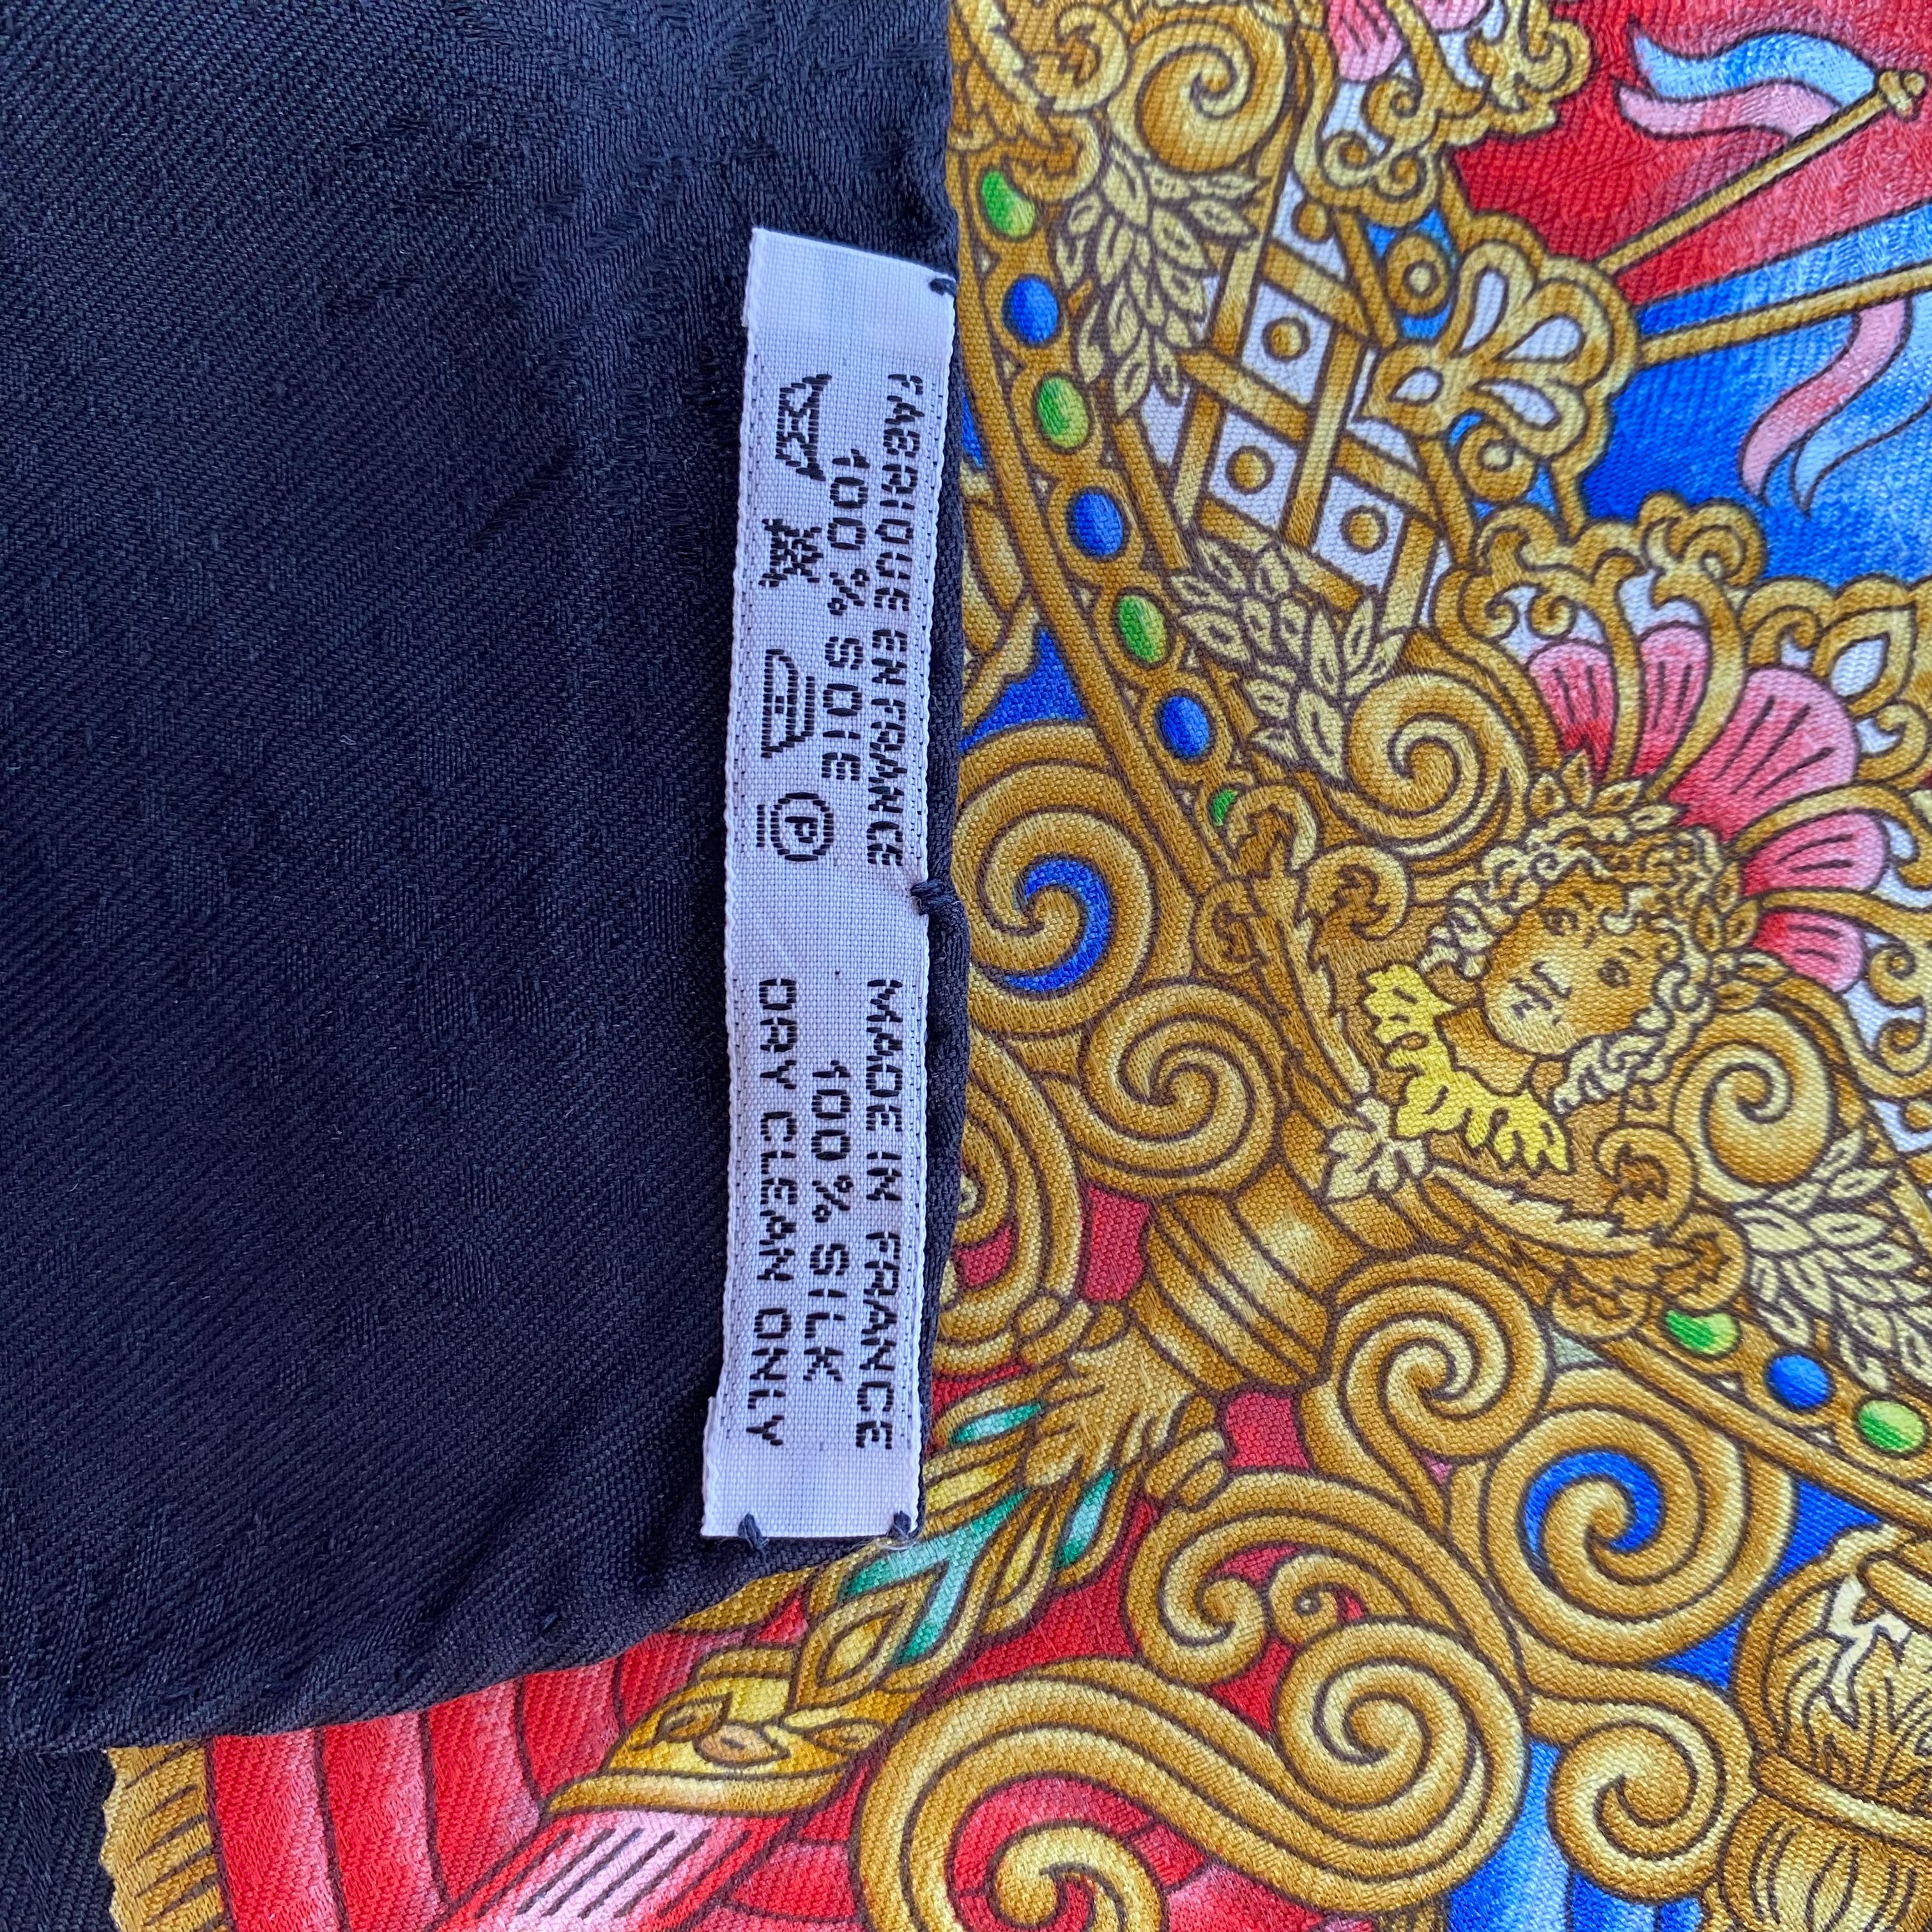 FABRIQUE EN FRANCE
100% SOIE
P
MADE IN FRANCE
100% SILK
DRY CLEAN ONLY